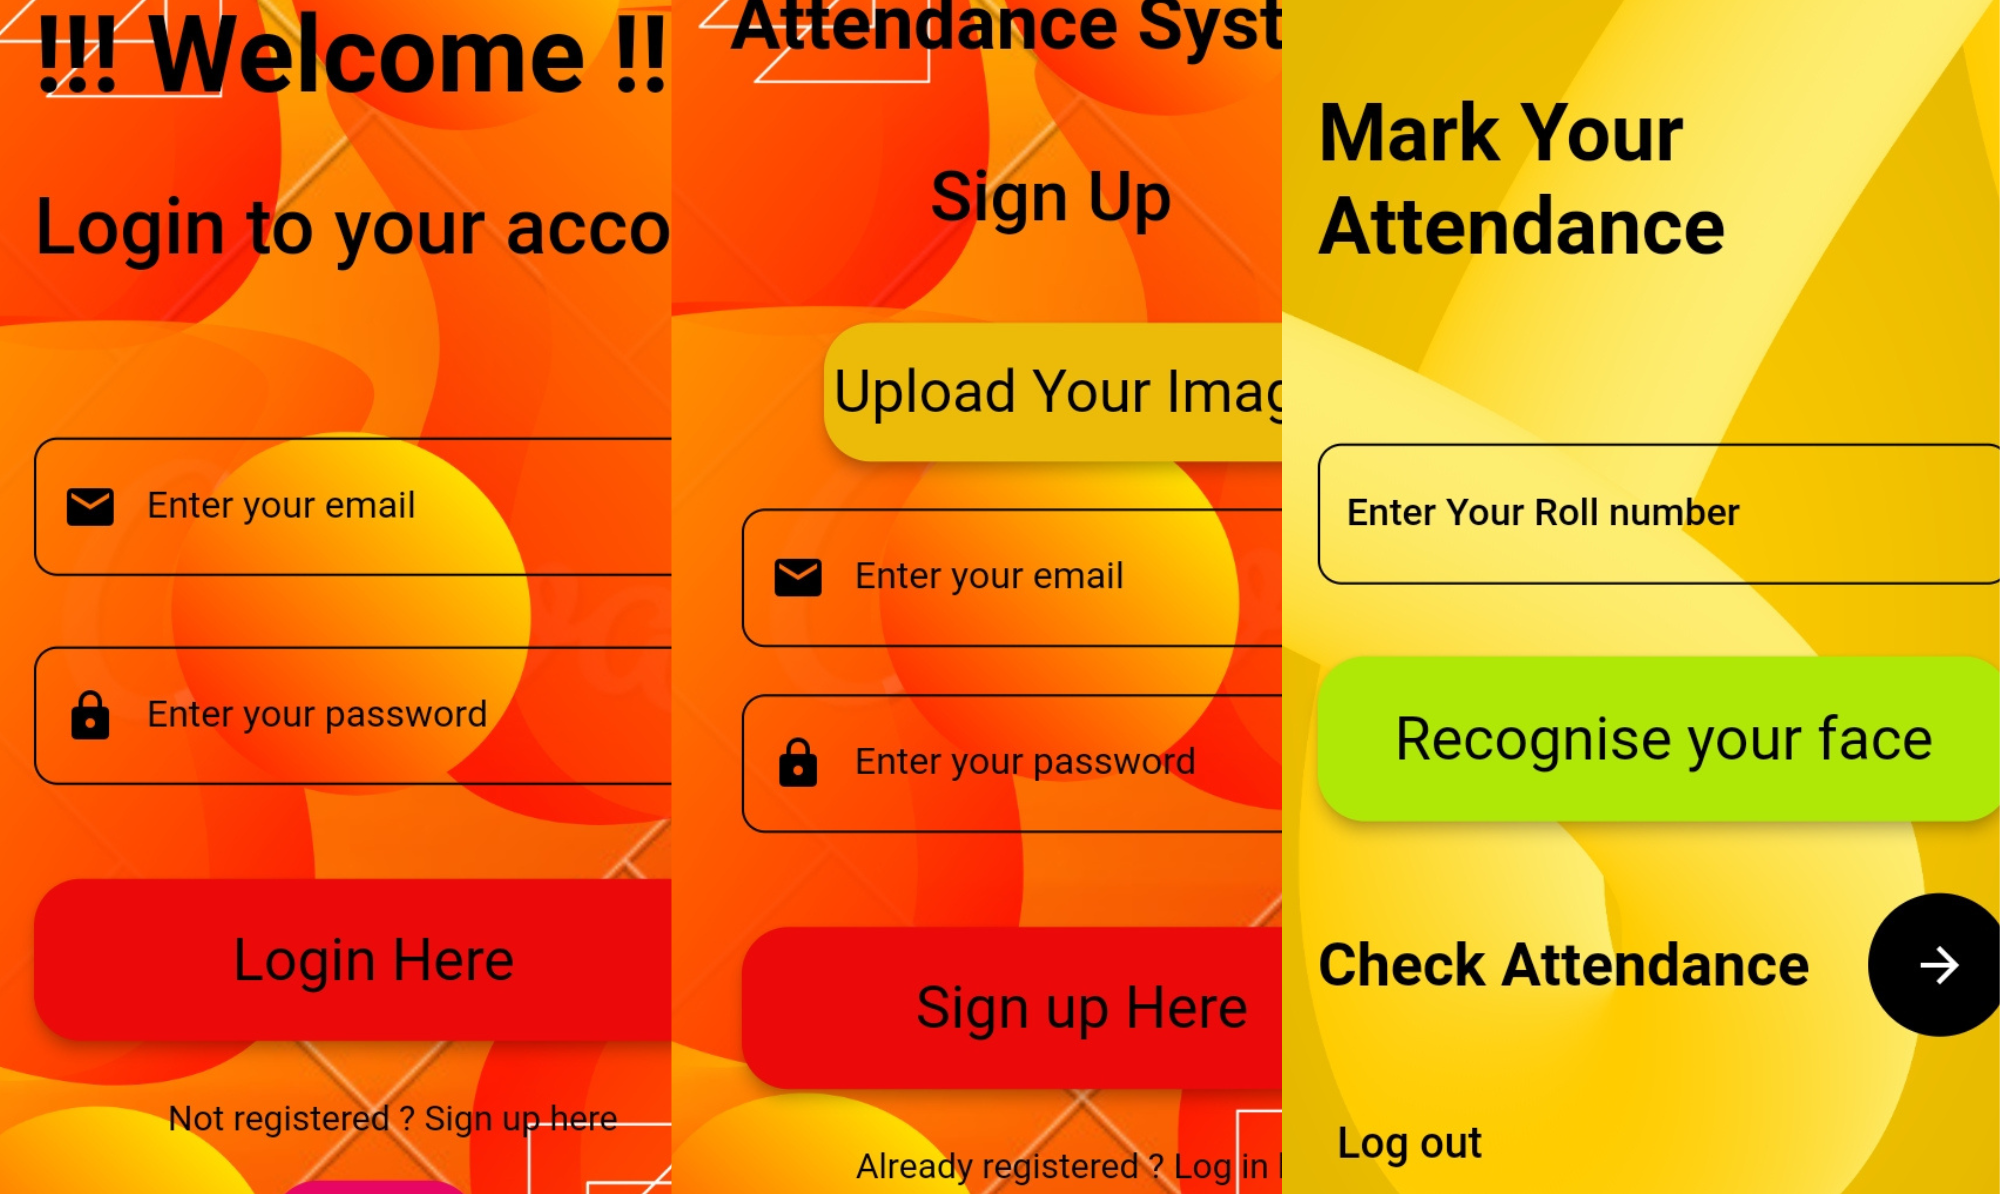 !!! Welcome !!
Login to your acco
Enter your email
Enter your password
Login Here
Not registered ? Sign up here
Attendance Syst
Sign Up
Upload Your Imag
Enter your email
Enter your password
Sign up Here
Already registered ? Log in
Mark Your
Attendance
Enter Your Roll number
Recognise your face
Check Attendance
Log out